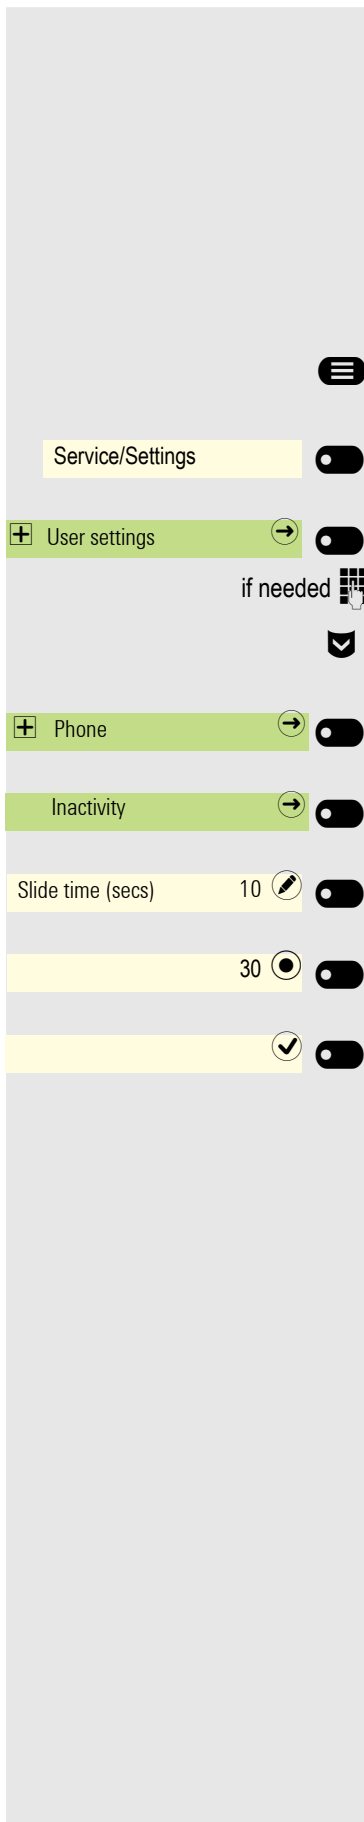 Service/Settings
User settings
if needed
Phone
Inactivity
Slide time (secs) 10
30